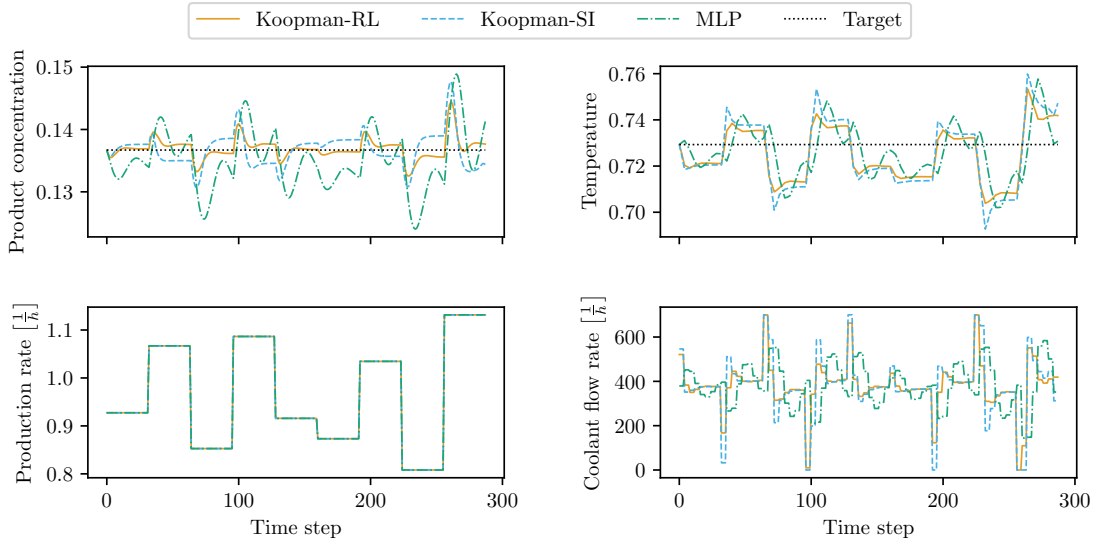 Koopman-RL Koopman-SI MLP Target
Product concentration
0.15
0.14
0.13
Temperature
0.76
0.74
0.72
0.70
Production rate [1/h]
1.1
1.0
0.9
0.8
0 100 200 300
Time step
Coolant flow rate [1/h]
600
400
200
0
0 100 200 300
Time step